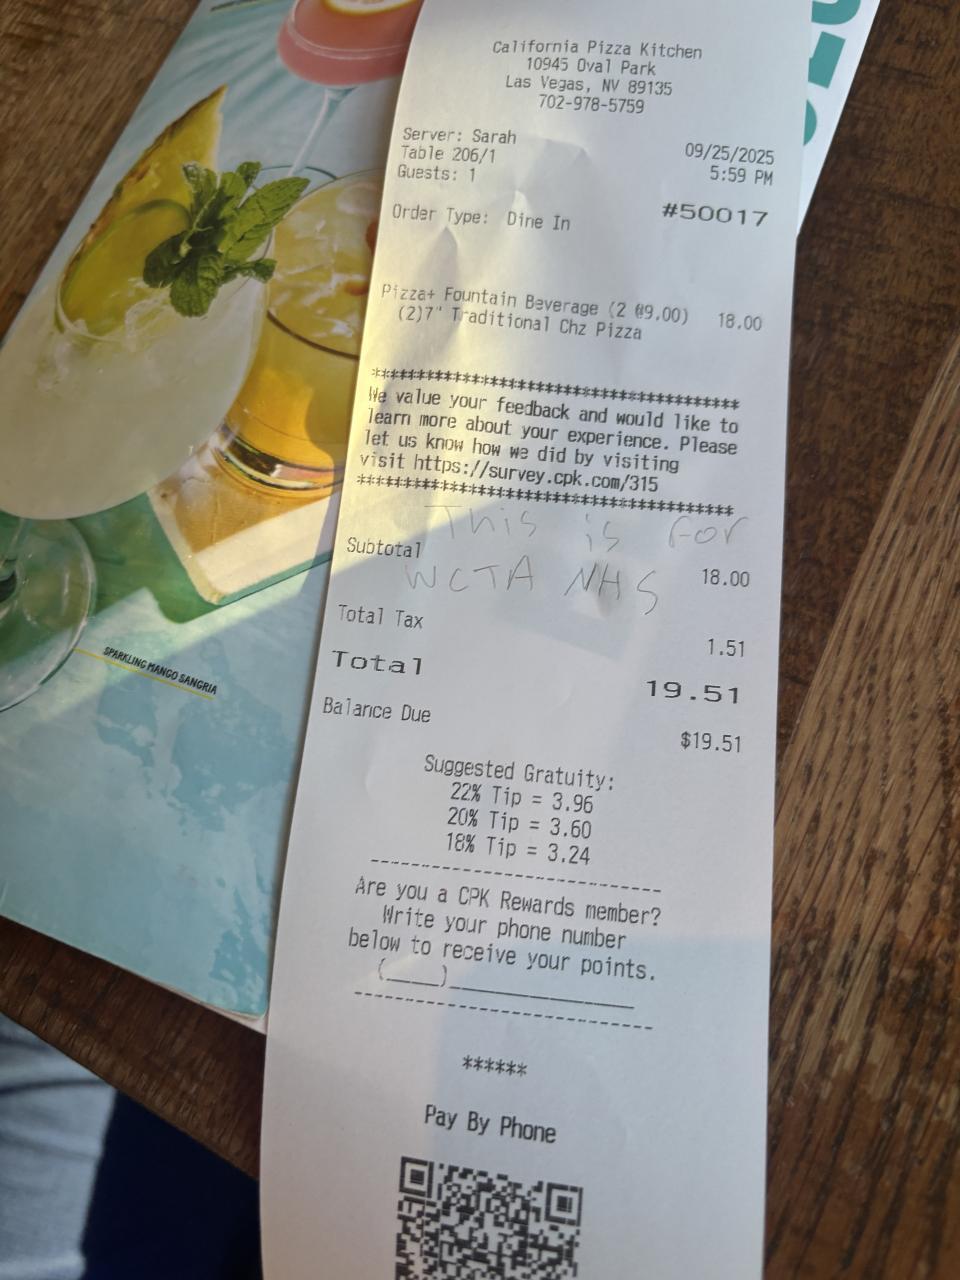 California Pizza Kitchen
10945 Oval Park
Las Vegas, NV 89135
702-978-5759
Server: Sarah
09/25/2025
Table 206/1
5:59 PM
Guests: 1
#50017
Order Type: Dine In
Pizza+ Fountain Beverage (2 @9.00) 18.00
(2)7" Traditional Chz Pizza
****************************************
We value your feedback and would like to
learn more about your experience. Please
let us know how we did by visiting
visit https://survey.cpk.com/315
****************************************
This is for
Subtotal 18.00
WCTA NHS
Total Tax 1.51
Total 19.51
Balance Due $19.51
Suggested Gratuity:
22% Tip = 3.96
20% Tip = 3.60
18% Tip = 3.24
--------------------------------
Are you a CPK Rewards member?
Write your phone number
below to receive your points.
(____)______________
--------------------------------
******
Pay By Phone
SPARKLING MANGO SANGRIA